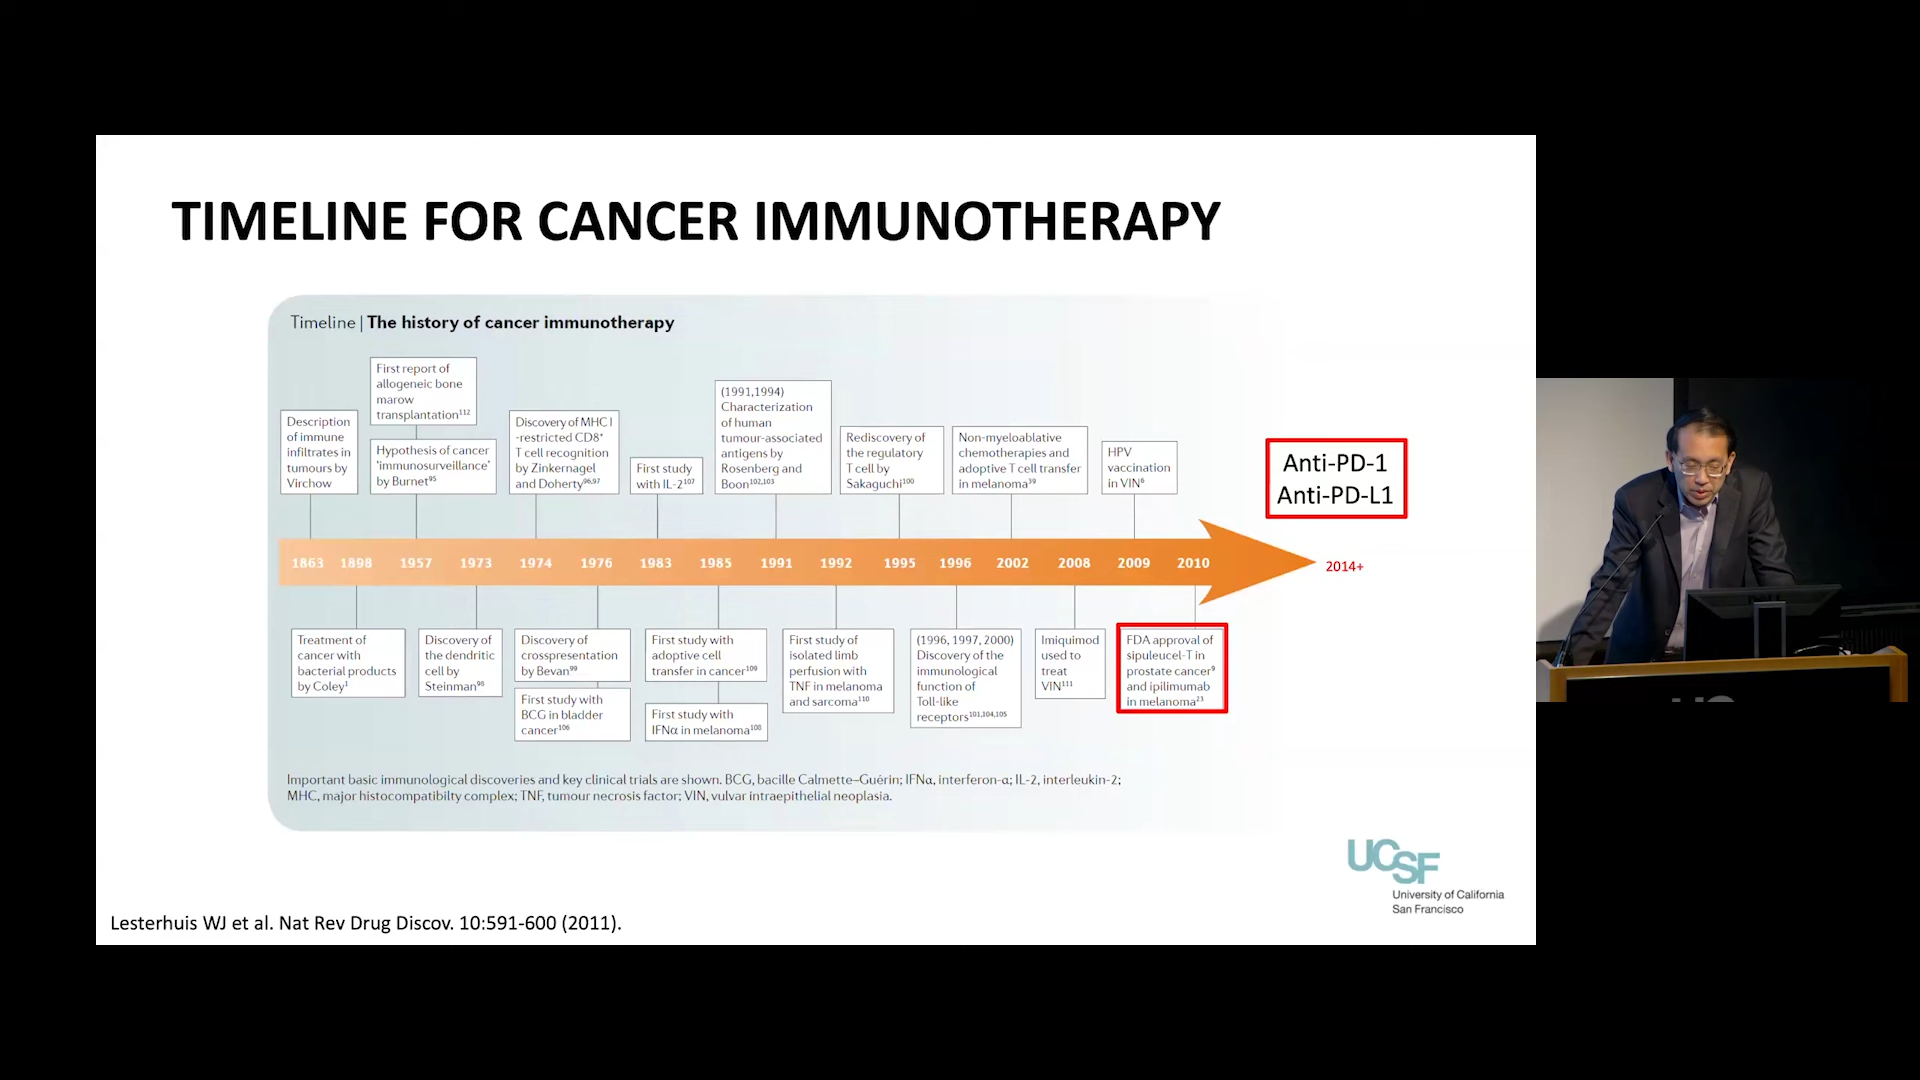 TIMELINE FOR CANCER IMMUNOTHERAPY
Timeline | The history of cancer immunotherapy
Description
of immune
infiltrates in
tumours by
Virchow
First report of
allogeneic bone
marow
transplantation112
Hypothesis of cancer
'immunosurveillance'
by Burnet95
Discovery of MHC I
-restricted CD8+
T cell recognition
by Zinkernagel
and Doherty96,97
First study
with IL-2107
(1991,1994)
Characterization
of human
tumour-associated
antigens by
Rosenberg and
Boon102,103
Rediscovery of
the regulatory
T cell by
Sakaguchi100
Non-myeloablative
chemotherapies and
adoptive T cell transfer
in melanoma39
HPV
vaccination
in VIN6
Anti-PD-1
Anti-PD-L1
1863 1898 1957 1973 1974 1976 1983 1985 1991 1992 1995 1996 2002 2008 2009 2010
2014+
Treatment of
cancer with
bacterial products
by Coley1
Discovery of
the dendritic
cell by
Steinman98
Discovery of
crosspresentation
by Bevan99
First study with
BCG in bladder
cancer106
First study with
adoptive cell
transfer in cancer109
First study with
IFNα in melanoma108
First study of
isolated limb
perfusion with
TNF in melanoma
and sarcoma110
(1996, 1997, 2000)
Discovery of the
immunological
function of
Toll-like
receptors101,104,105
Imiquimod
used to
treat
VIN111
FDA approval of
sipuleucel-T in
prostate cancer9
and ipilimumab
in melanoma23
Important basic immunological discoveries and key clinical trials are shown. BCG, bacille Calmette–Guérin; IFNα, interferon-α; IL-2, interleukin-2;
MHC, major histocompatibilty complex; TNF, tumour necrosis factor; VIN, vulvar intraepithelial neoplasia.
UCSF
University of California
San Francisco
Lesterhuis WJ et al. Nat Rev Drug Discov. 10:591-600 (2011).